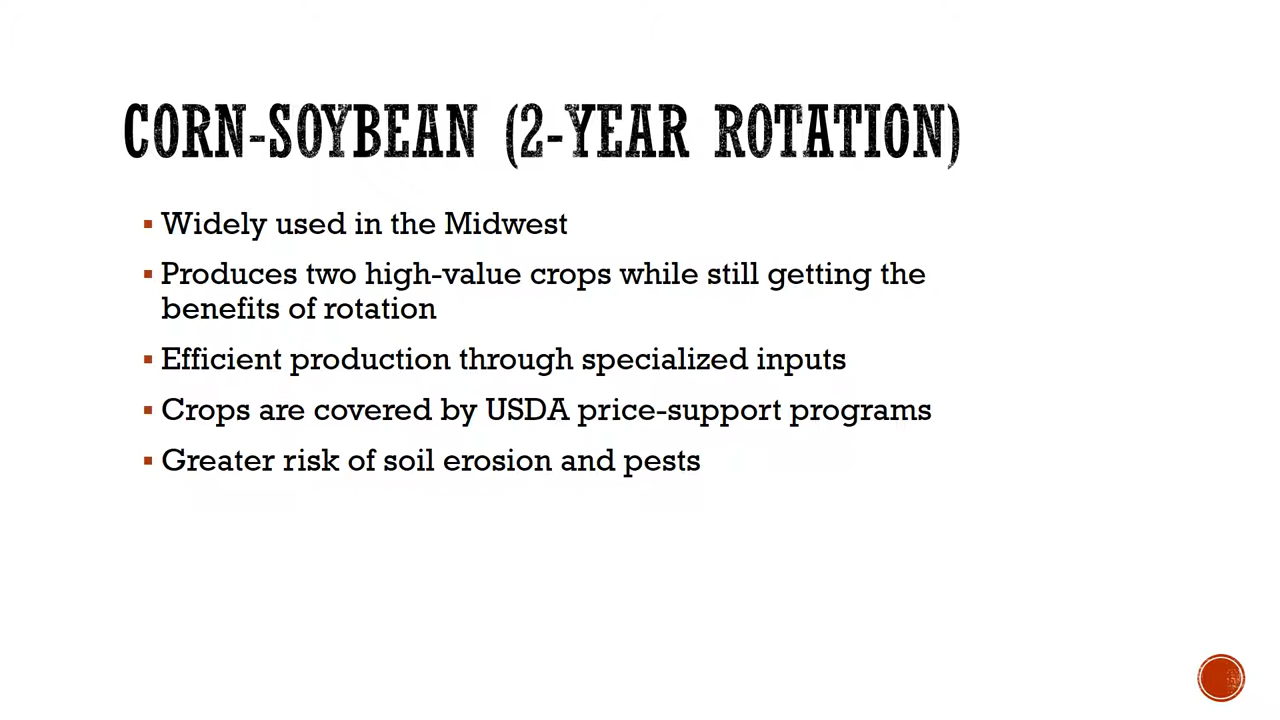 CORN-SOYBEAN (2-YEAR ROTATION)
▪ Widely used in the Midwest
▪ Produces two high-value crops while still getting the
benefits of rotation
▪ Efficient production through specialized inputs
▪ Crops are covered by USDA price-support programs
▪ Greater risk of soil erosion and pests